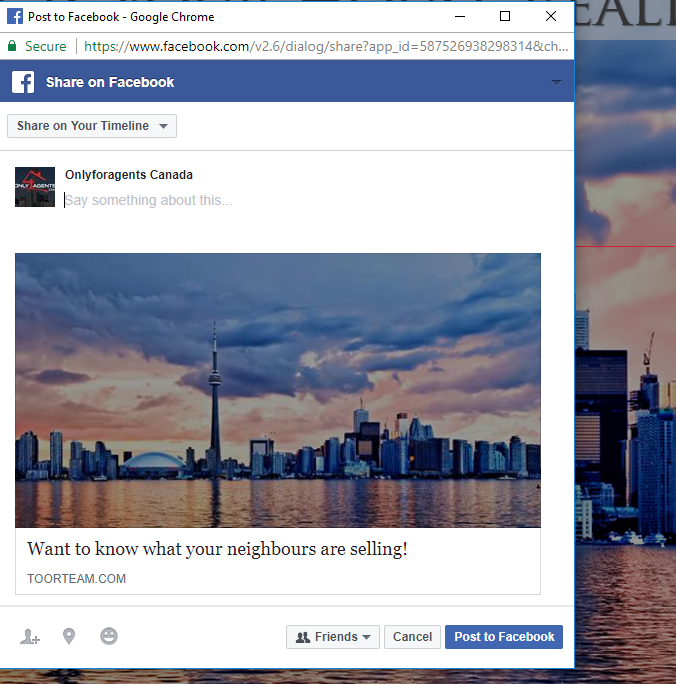 Post to Facebook - Google Chrome
Secure
https://www.facebook.com/v2.6/dialog/share?app_id=587526938298314&ch...
Share on Facebook
Share on Your Timeline
ONLY AGENTS
Onlyforagents Canada
Say something about this...
Want to know what your neighbours are selling!
TOORTEAM.COM
Friends
Cancel
Post to Facebook